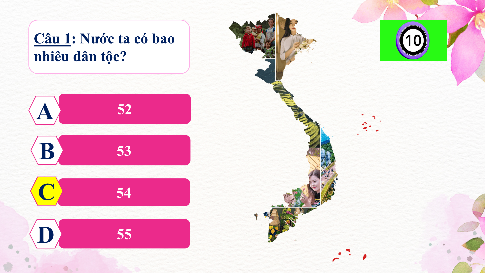 Câu 1: Nước ta có bao
nhiêu dân tộc?
10
A 52
B 53
C 54
D 55